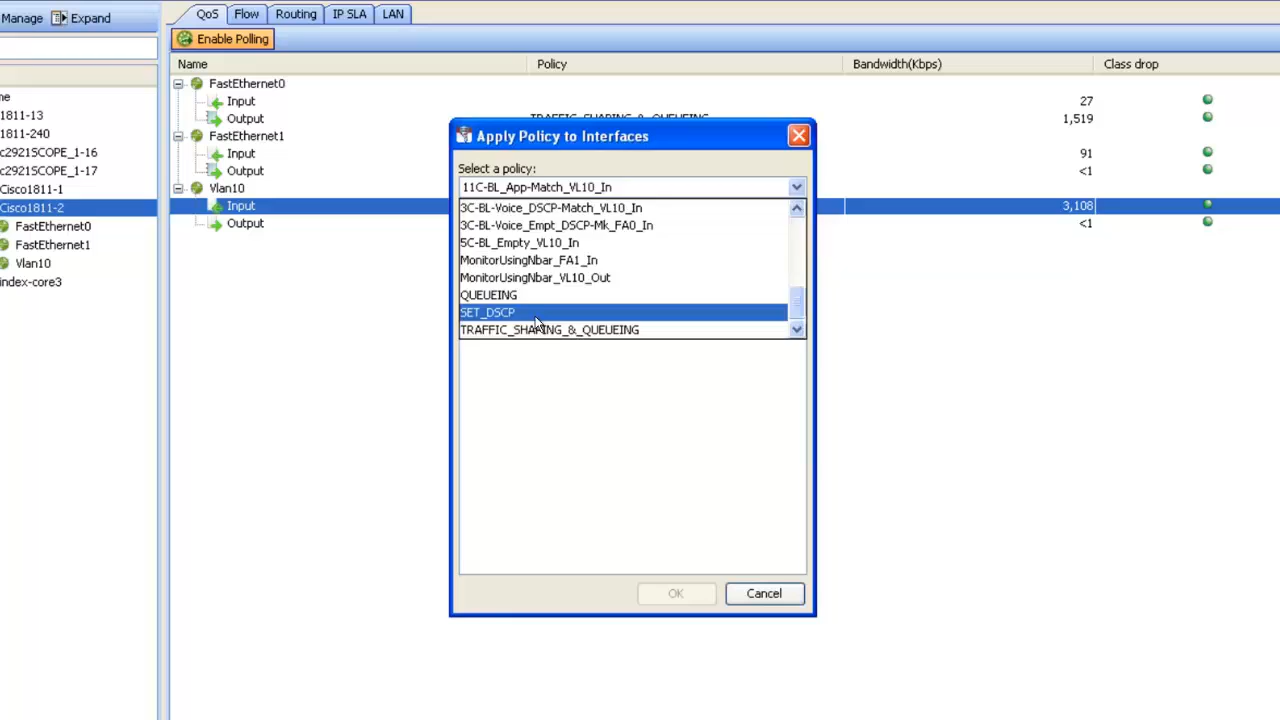 Manage Expand
QoS Flow Routing IP SLA LAN
Enable Polling
Name Policy Bandwidth(Kbps) Class drop
me
1811-13
1811-240
c2921SCOPE_1-16
c2921SCOPE_1-17
Cisco1811-1
Cisco1811-2
FastEthernet0
FastEthernet1
Vlan10
index-core3
FastEthernet0
Input 27
Output TRAFFIC_SHAPING_&_QUEUEING 1,519
FastEthernet1
Input 91
Output <1
Vlan10
Input 3,108
Output <1
Apply Policy to Interfaces
Select a policy:
11C-BL_App-Match_VL10_In
3C-BL-Voice_DSCP-Match_VL10_In
3C-BL-Voice_Empt_DSCP-Mk_FA0_In
5C-BL_Empty_VL10_In
MonitorUsingNbar_FA1_In
MonitorUsingNbar_VL10_Out
QUEUEING
SET_DSCP
TRAFFIC_SHAPING_&_QUEUEING
OK Cancel